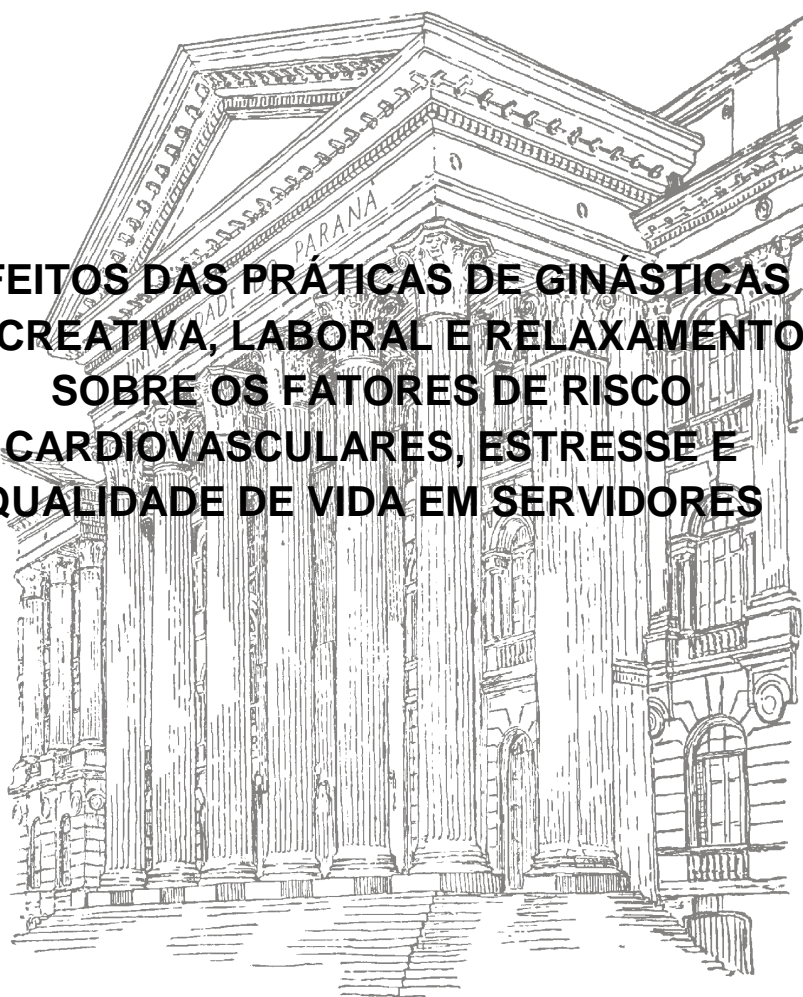 DADE PARANÁ
FEITOS DAS PRÁTICAS DE GINÁSTICAS
CREATIVA, LABORAL E RELAXAMENTO
SOBRE OS FATORES DE RISCO
CARDIOVASCULARES, ESTRESSE E
QUALIDADE DE VIDA EM SERVIDORES